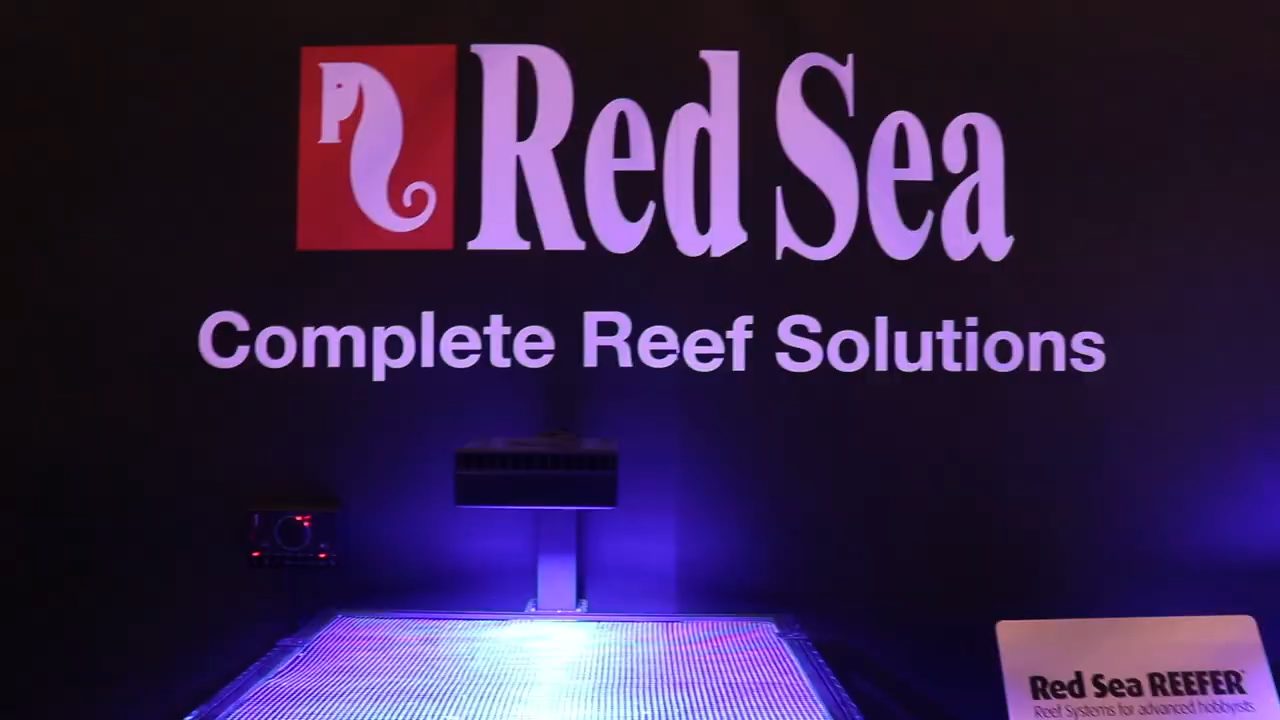 Red Sea
Complete Reef Solutions
Red Sea REEFER
Reef Systems for advanced hobbyists